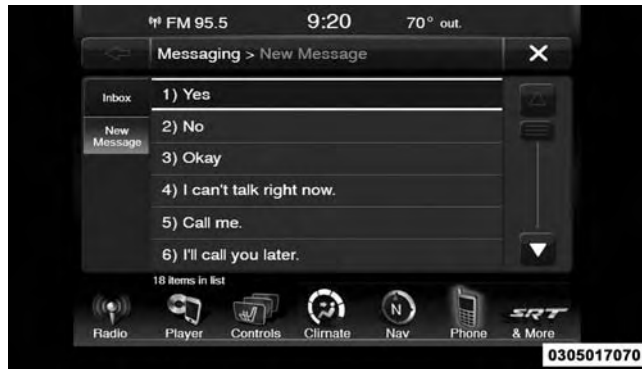 FM 95.5 9:20 70° out.
Messaging > New Message X
Inbox
New
Message
1) Yes
2) No
3) Okay
4) I can't talk right now.
5) Call me.
6) I'll call you later.
18 items in list
N
SRT
Radio Player Controls Climate Nav Phone & More
0305017070